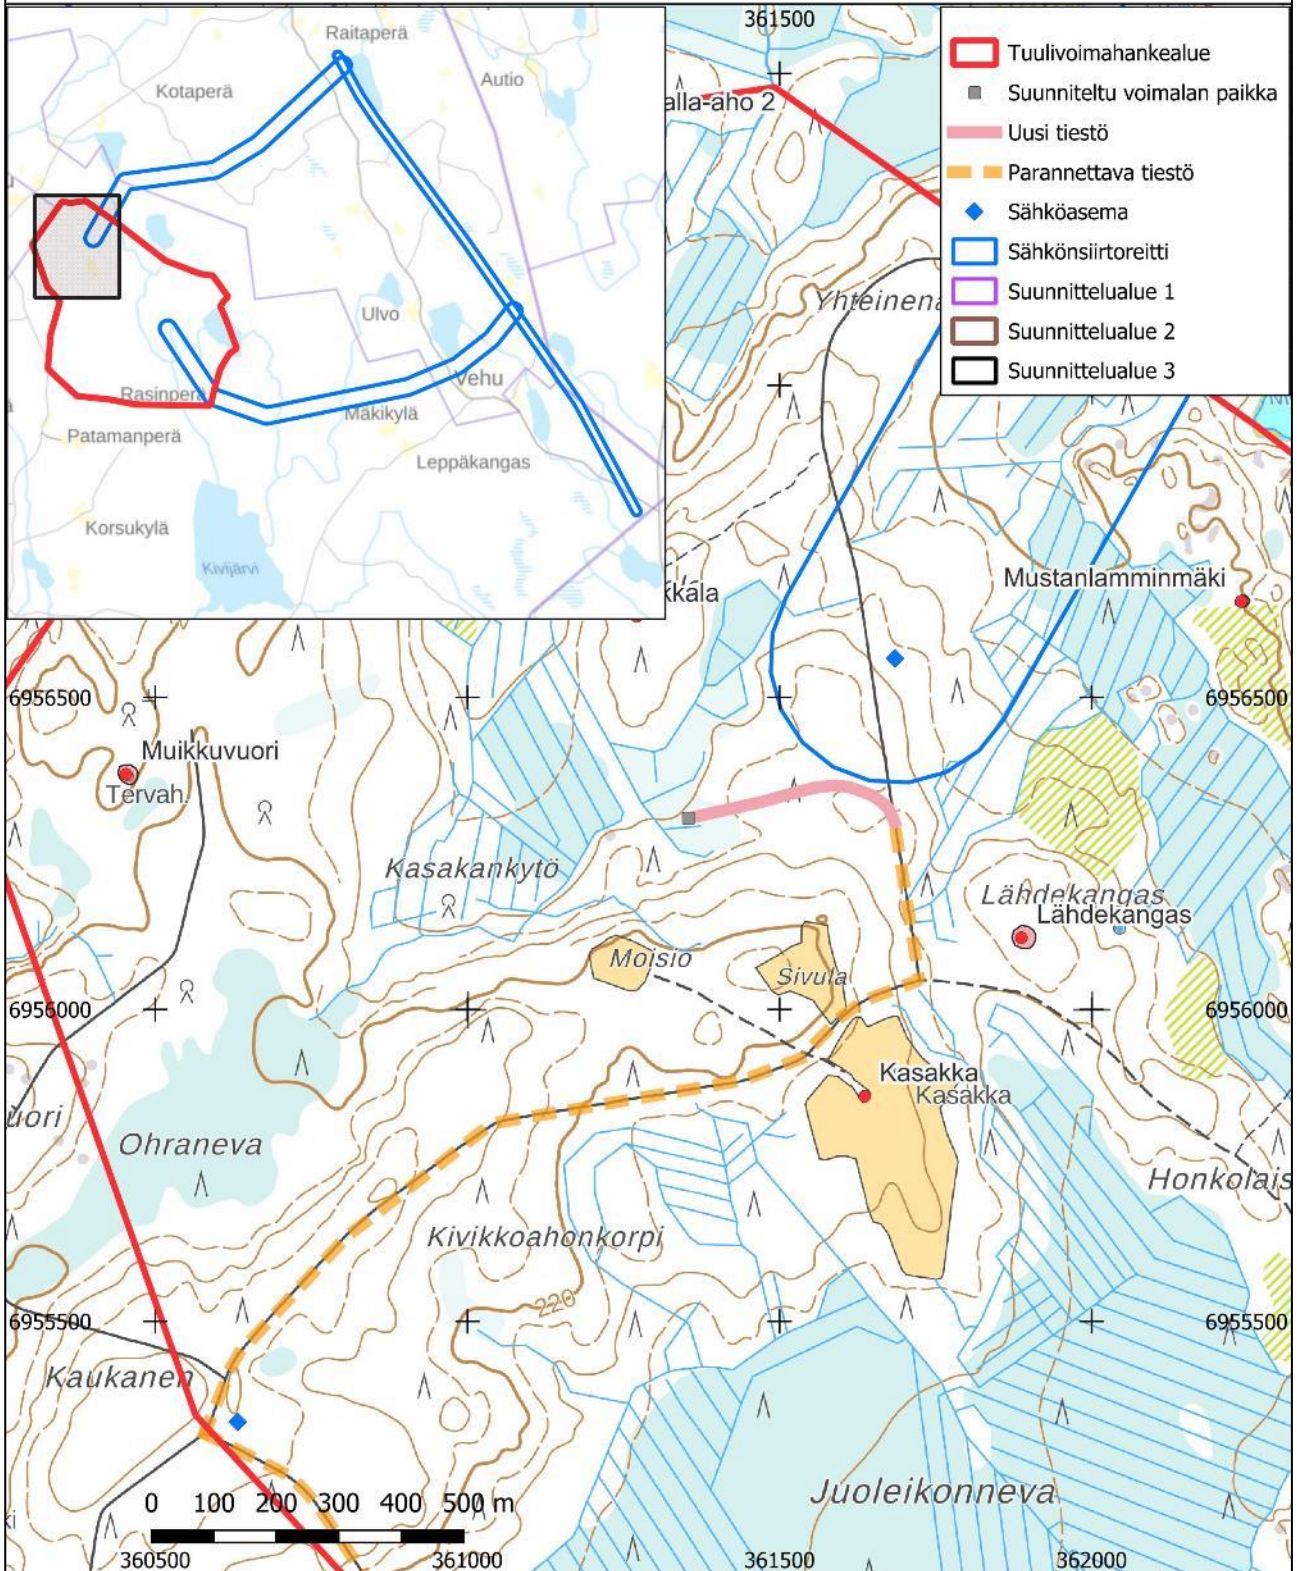 361500
Raitaperä
Autio
Kotaperä
Ulvo
Vehu
Rasinperä
Mäkikylä
Patamanperä
Leppäkangas
Korsukylä
Kivijärvi
Tuulivoimahankealue
Suunniteltu voimalan paikka
Uusi tiestö
Parannettava tiestö
Sähköasema
Sähkönsiirtoreitti
Suunnittelualue 1
Suunnittelualue 2
Suunnittelualue 3
alla-aho 2
Yhteinena
Mustanlamminmäki
kkala
6956500
6956500
Muikkuvuori
Tervah.
Kasakankytö
Lähdekangas
Lähdekangas
Moisio
Sivula
6956000
6956000
Kasakka
Kasakka
uori
Ohraneva
Honkolais
Kivikkoahonkorpi
220
6955500
6955500
Kaukanen
Juoleikonneva
0 100 200 300 400 500 m
360500
361000
361500
362000